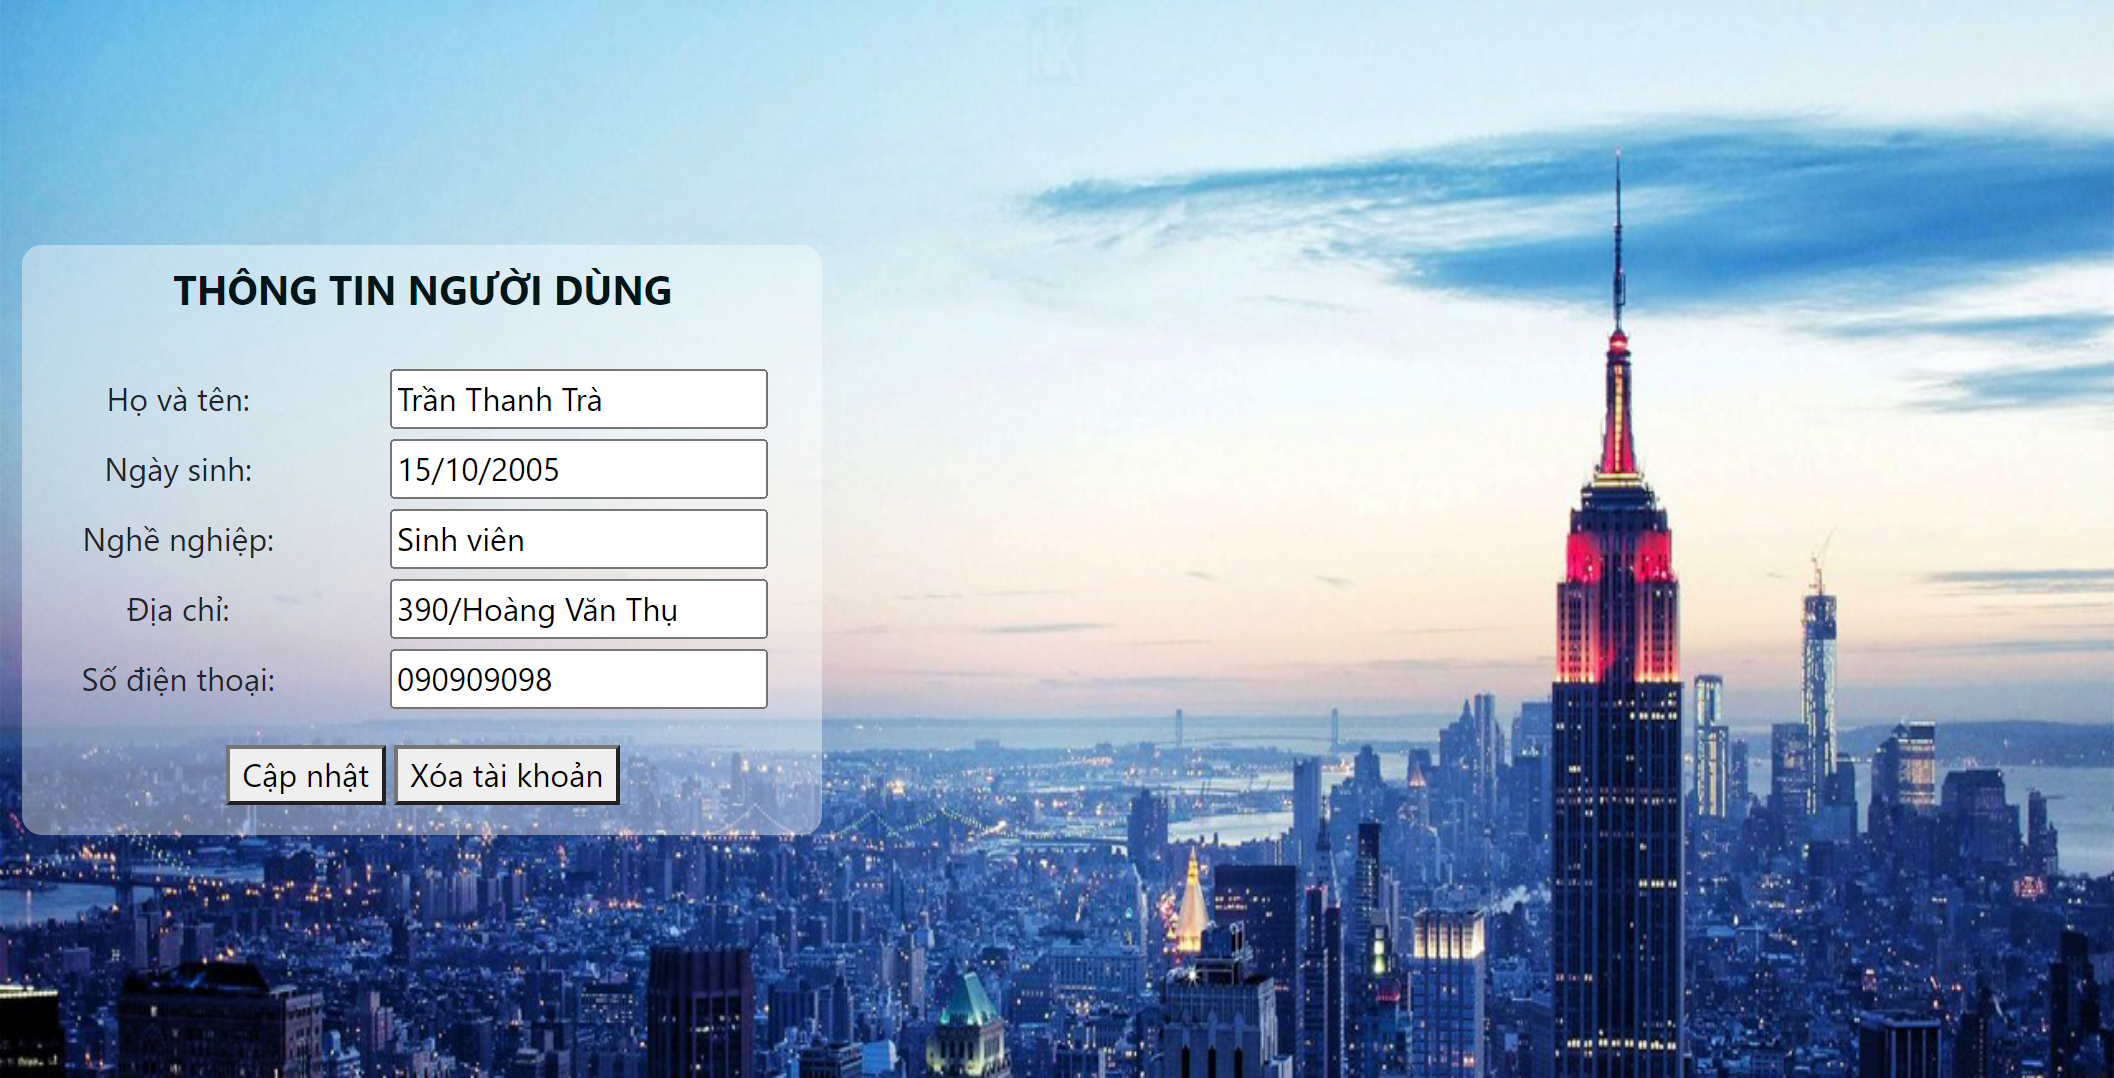 NK
THÔNG TIN NGƯỜI DÙNG
Họ và tên: Trần Thanh Trà
Ngày sinh: 15/10/2005
Nghề nghiệp: Sinh viên
Địa chỉ: 390/Hoàng Văn Thụ
Số điện thoại: 090909098
Cập nhật Xóa tài khoản